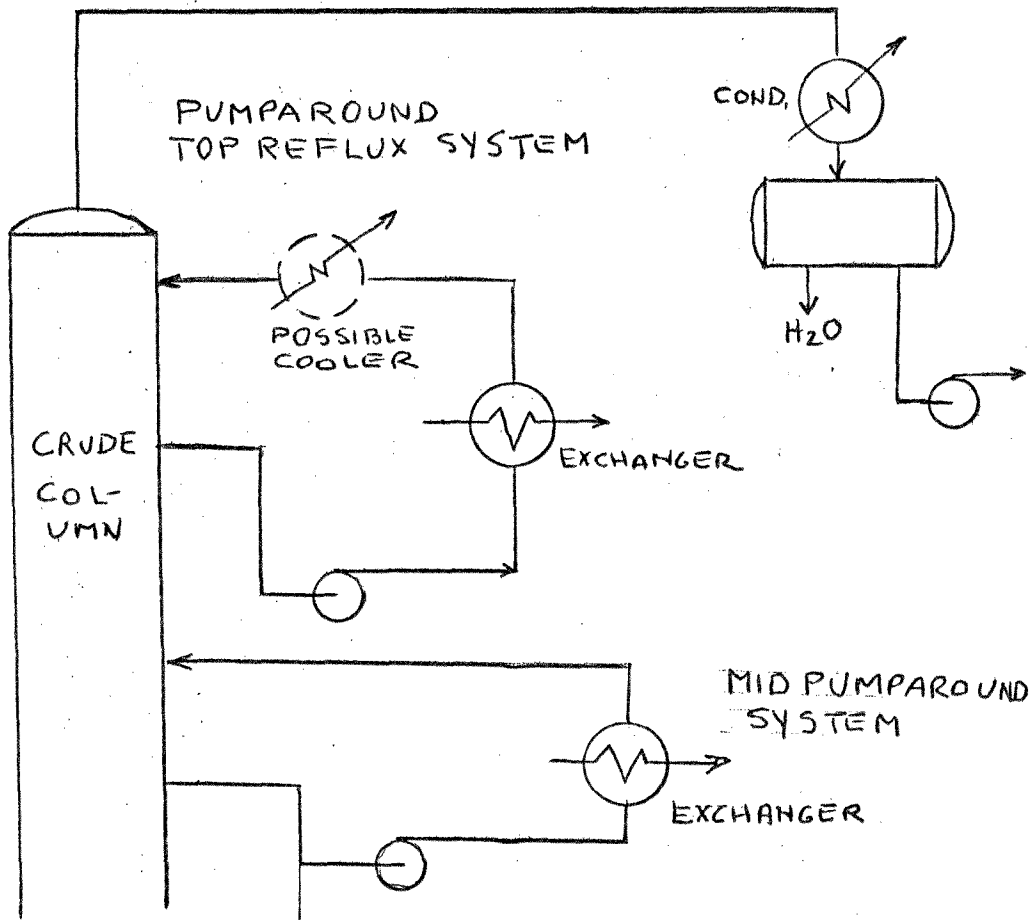 PUMPAROUND
TOP REFLUX SYSTEM
COND.
POSSIBLE
COOLER
H2O
CRUDE
COL-
UMN
EXCHANGER
MID PUMPAROUND
SYSTEM
EXCHANGER